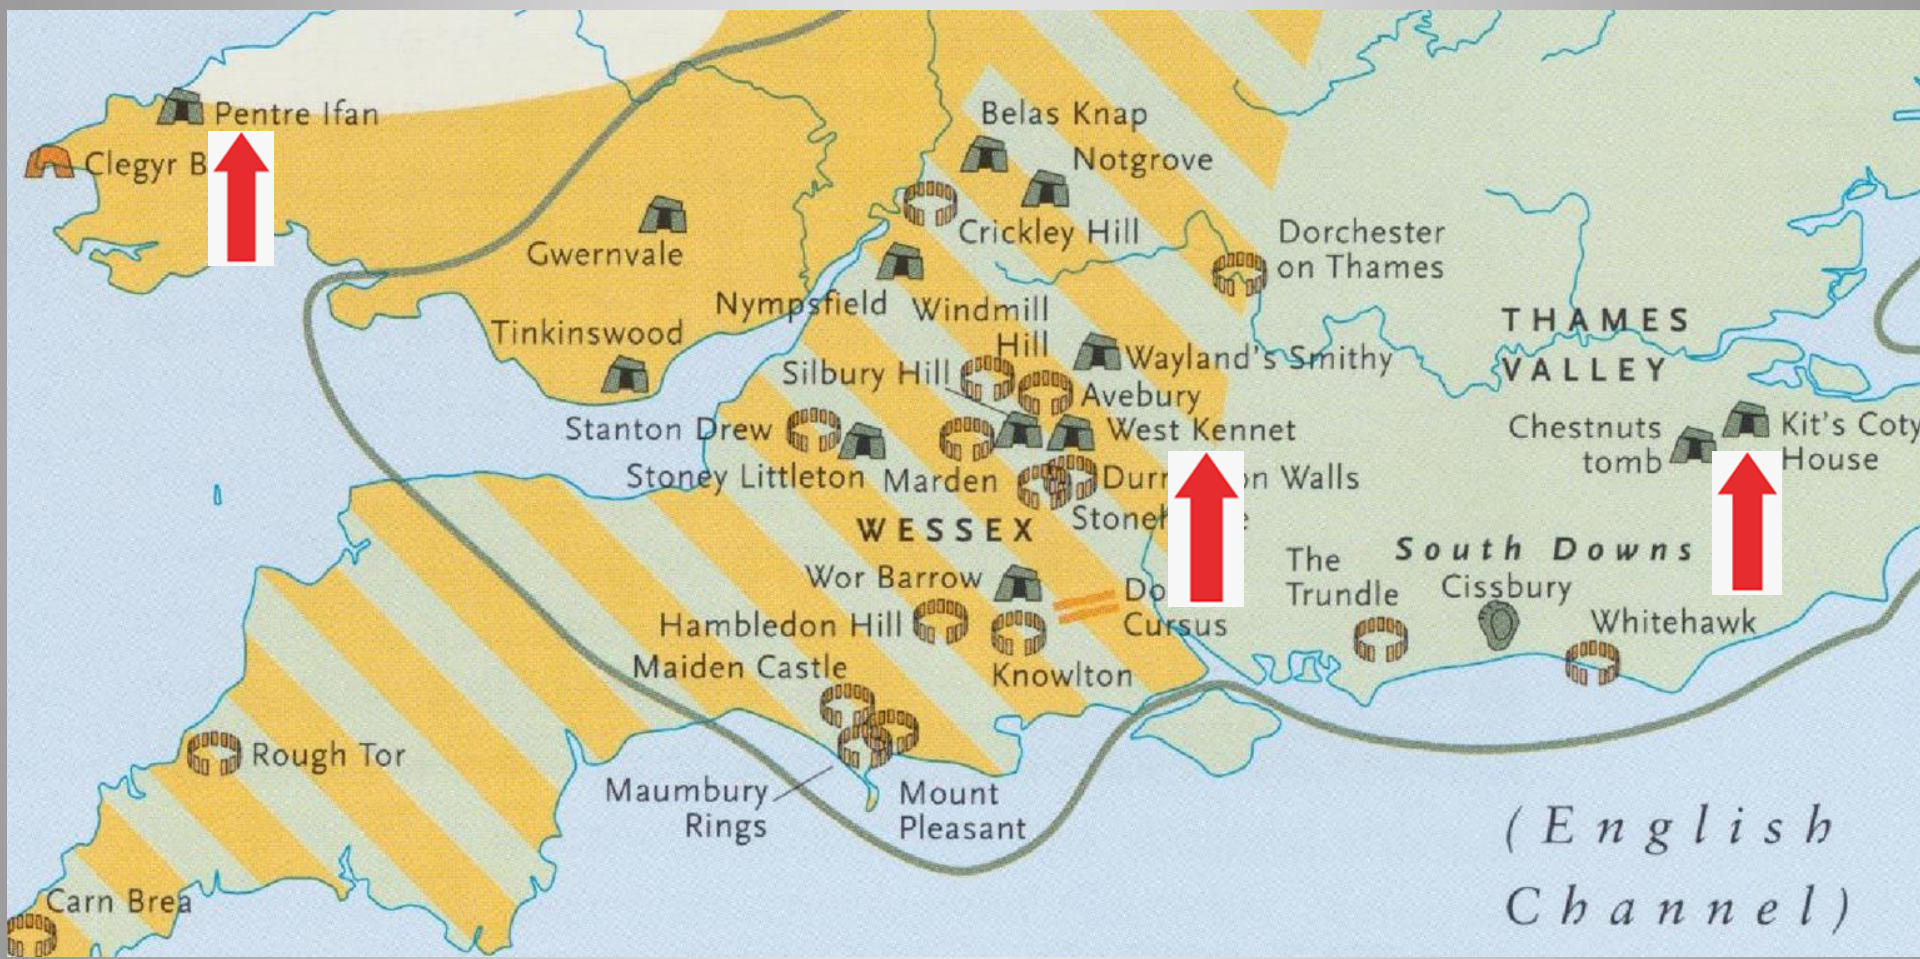 Pentre Ifan
Clegyr B
Belas Knap
Notgrove
Gwernvale
Crickley Hill
Dorchester
on Thames
Nympsfield
Windmill
Hill
Tinkinswood
THAMES
VALLEY
Silbury Hill
Wayland's Smithy
Avebury
Stanton Drew
West Kennet
Chestnuts
tomb
Kit's Coty
House
Stoney Littleton
Marden
Durr on Walls
Stoneh e
WESSEX
The
Trundle
South Downs
Cissbury
Wor Barrow
Do
Cursus
Hambledon Hill
Whitehawk
Maiden Castle
Knowlton
Rough Tor
Maumbury
Rings
Mount
Pleasant
(English
Channel)
Carn Brea